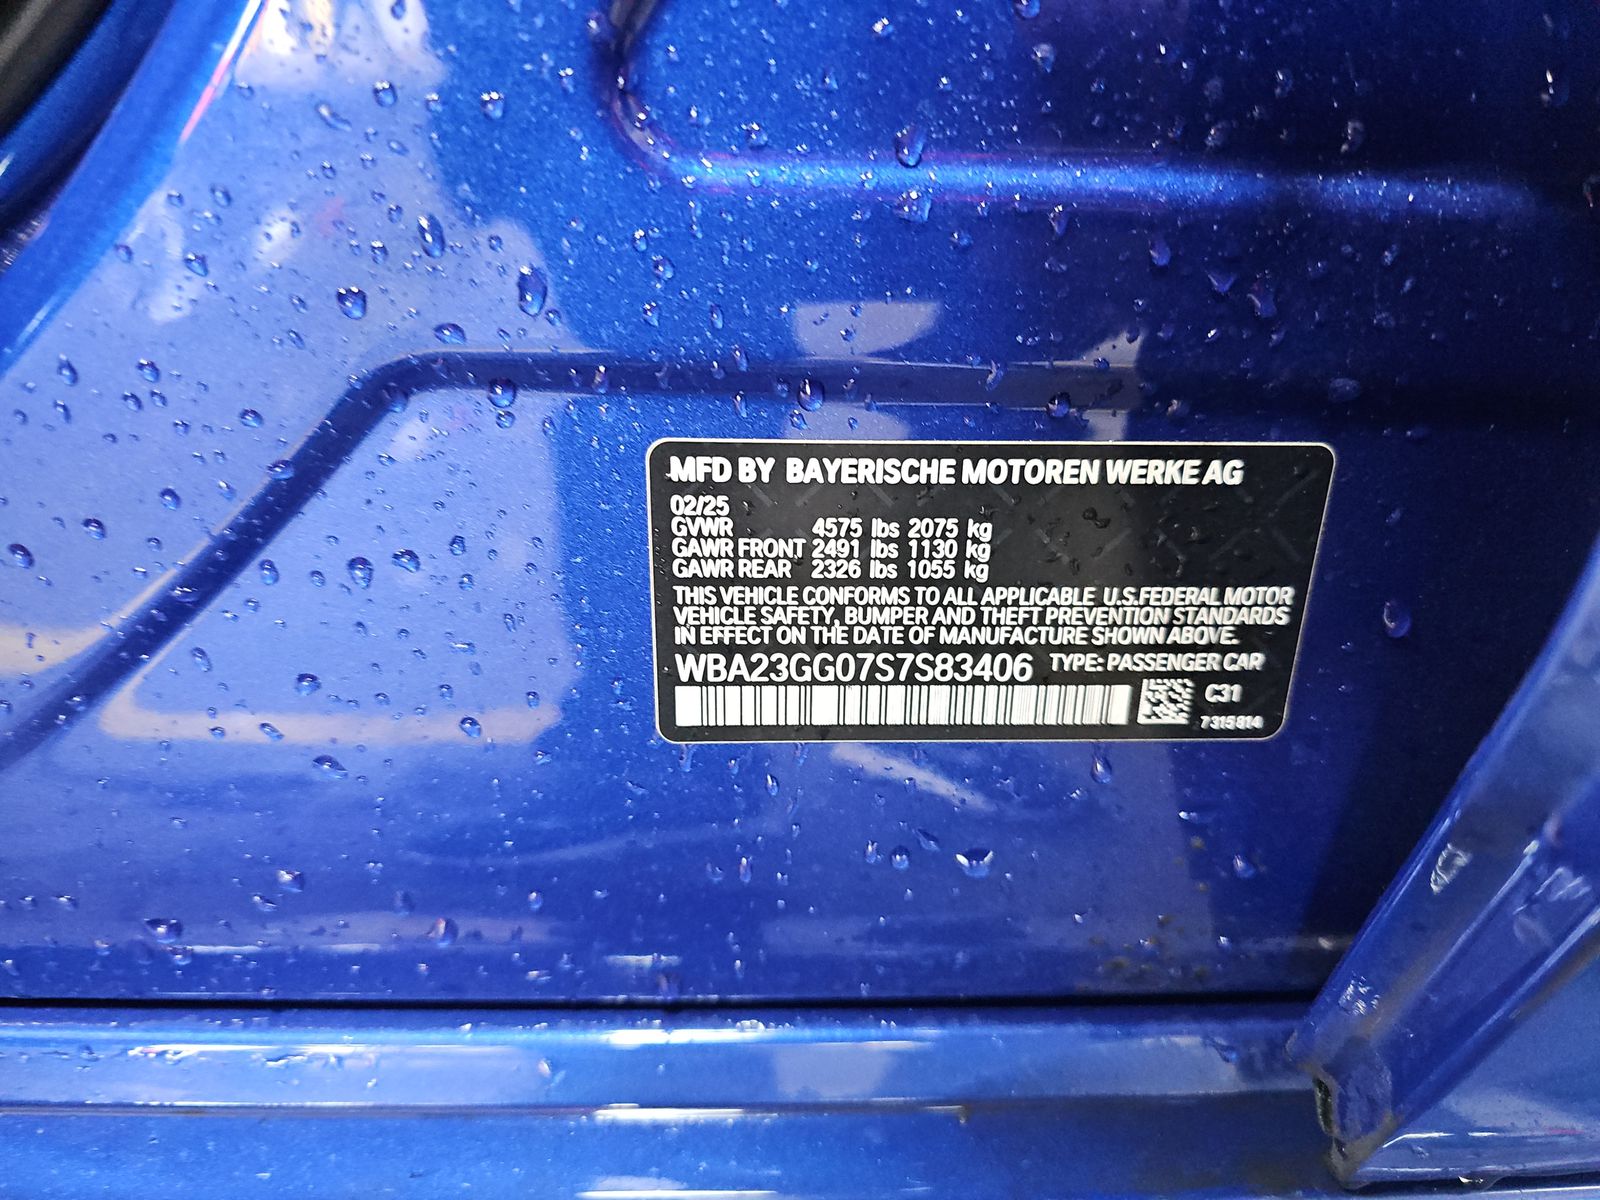 MFD BY BAYERISCHE MOTOREN WERKE AG
02/25
GVWR 4575 lbs 2075 kg
GAWR FRONT 2491 lbs 1130 kg
GAWR REAR 2326 lbs 1055 kg
THIS VEHICLE CONFORMS TO ALL APPLICABLE U.S.FEDERAL MOTOR
VEHICLE SAFETY, BUMPER AND THEFT PREVENTION STANDARDS
IN EFFECT ON THE DATE OF MANUFACTURE SHOWN ABOVE.
WBA23GG07S7S83406 TYPE: PASSENGER CAR
C31
7315814